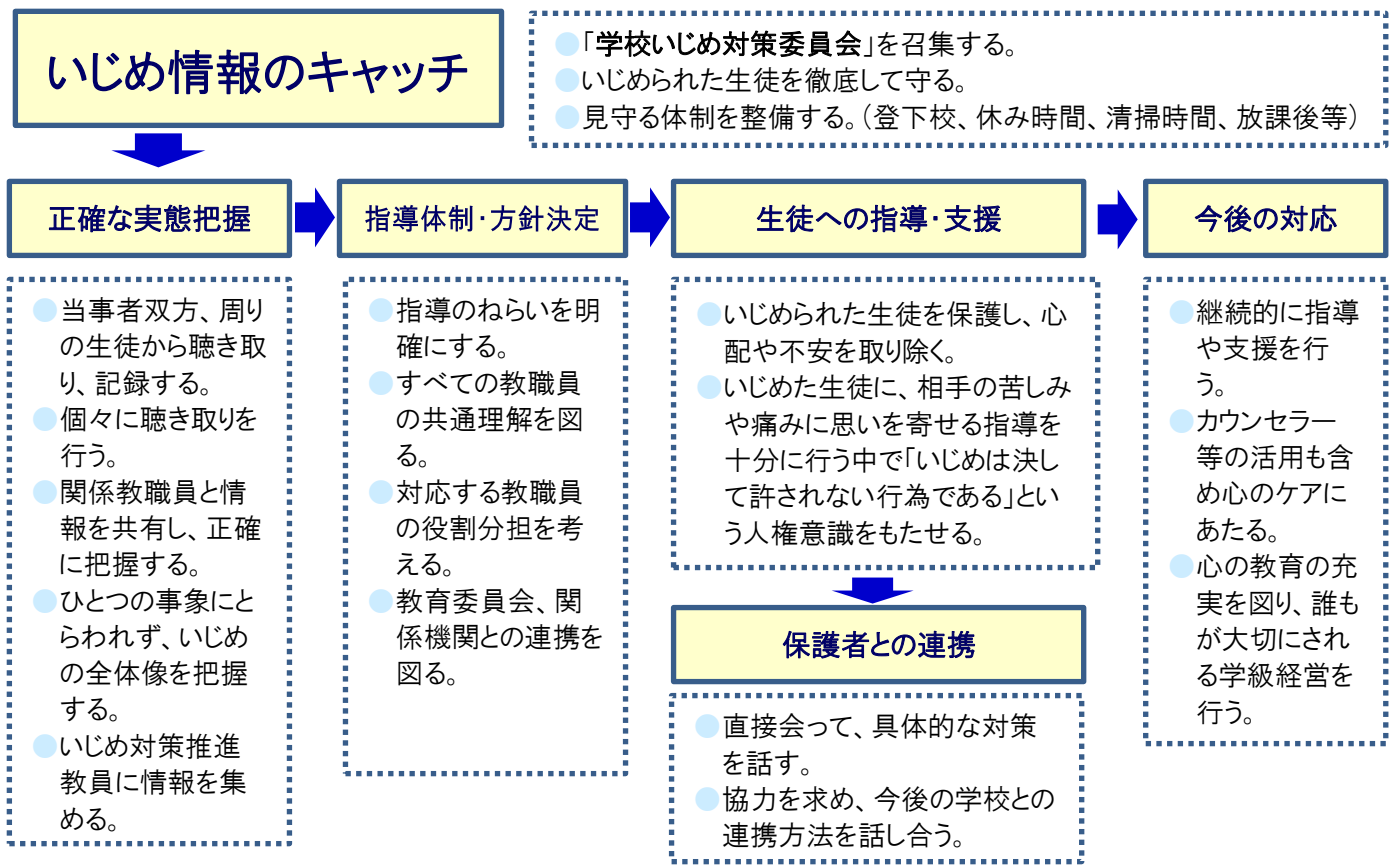 いじめ情報のキャッチ
●「学校いじめ対策委員会」を召集する。
●いじめられた生徒を徹底して守る。
●見守る体制を整備する。（登下校、休み時間、清掃時間、放課後等）
正確な実態把握
●当事者双方、周り
の生徒から聴き取
り、記録する。
●個々に聴き取りを
行う。
●関係教職員と情
報を共有し、正確
に把握する。
●ひとつの事象にと
らわれず、いじめ
の全体像を把握
する。
●いじめ対策推進
教員に情報を集
める。
指導体制・方針決定
●指導のねらいを明
確にする。
●すべての教職員
の共通理解を図
る。
●対応する教職員
の役割分担を考
える。
●教育委員会、関
係機関との連携を
図る。
生徒への指導・支援
●いじめられた生徒を保護し、心
配や不安を取り除く。
●いじめた生徒に、相手の苦しみ
や痛みに思いを寄せる指導を
十分に行う中で「いじめは決し
て許されない行為である」とい
う人権意識をもたせる。
保護者との連携
●直接会って、具体的な対策
を話す。
●協力を求め、今後の学校との
連携方法を話し合う。
今後の対応
●継続的に指導
や支援を行
う。
●カウンセラー
等の活用も含
め心のケアに
あたる。
●心の教育の充
実を図り、誰も
が大切にされ
る学級経営を
行う。